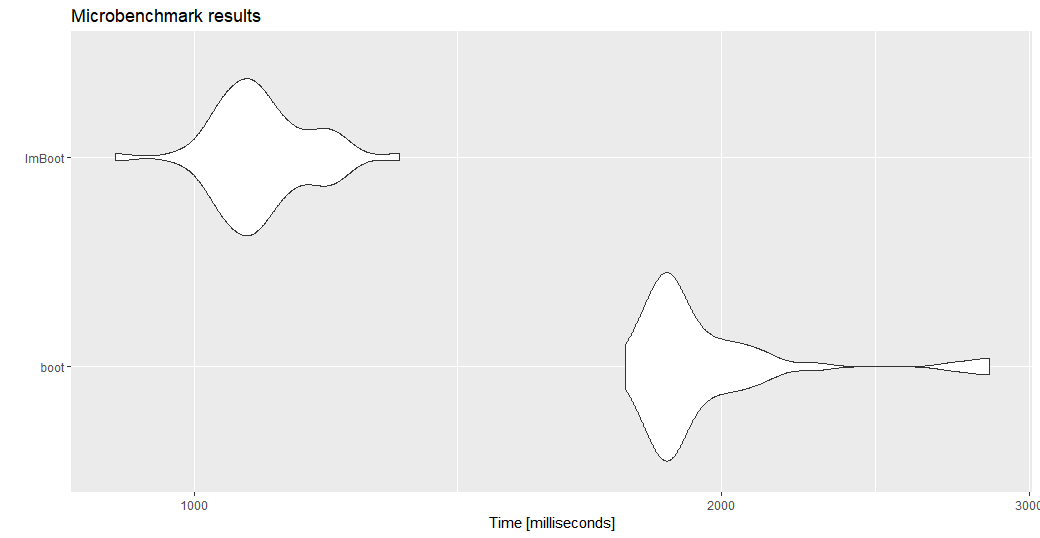 Microbenchmark results
lmBoot
boot
1000
2000
3000
Time [milliseconds]